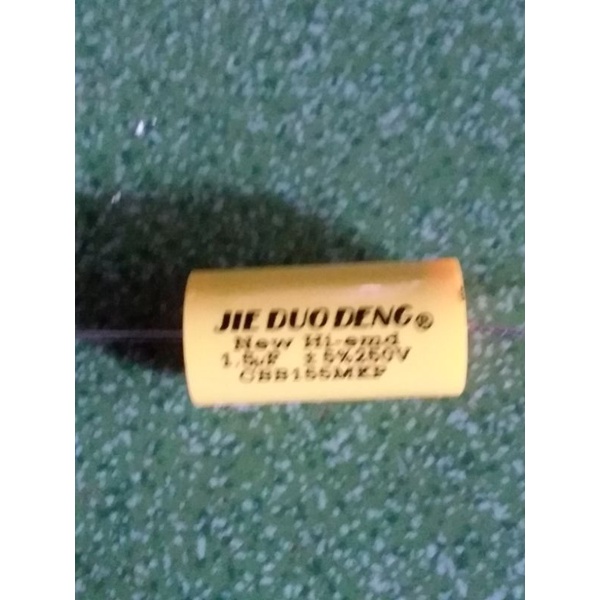 JIE DUO DENG®
New Hi-end
1.5µF ±5%250V
CBB155MKP